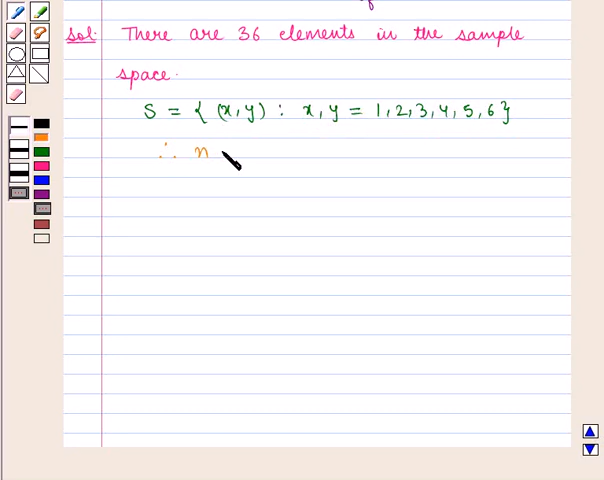 Sol. There are 36 elements in the sample
space.
S = { (x, y) : x, y = 1, 2, 3, 4, 5, 6 }
∴ n